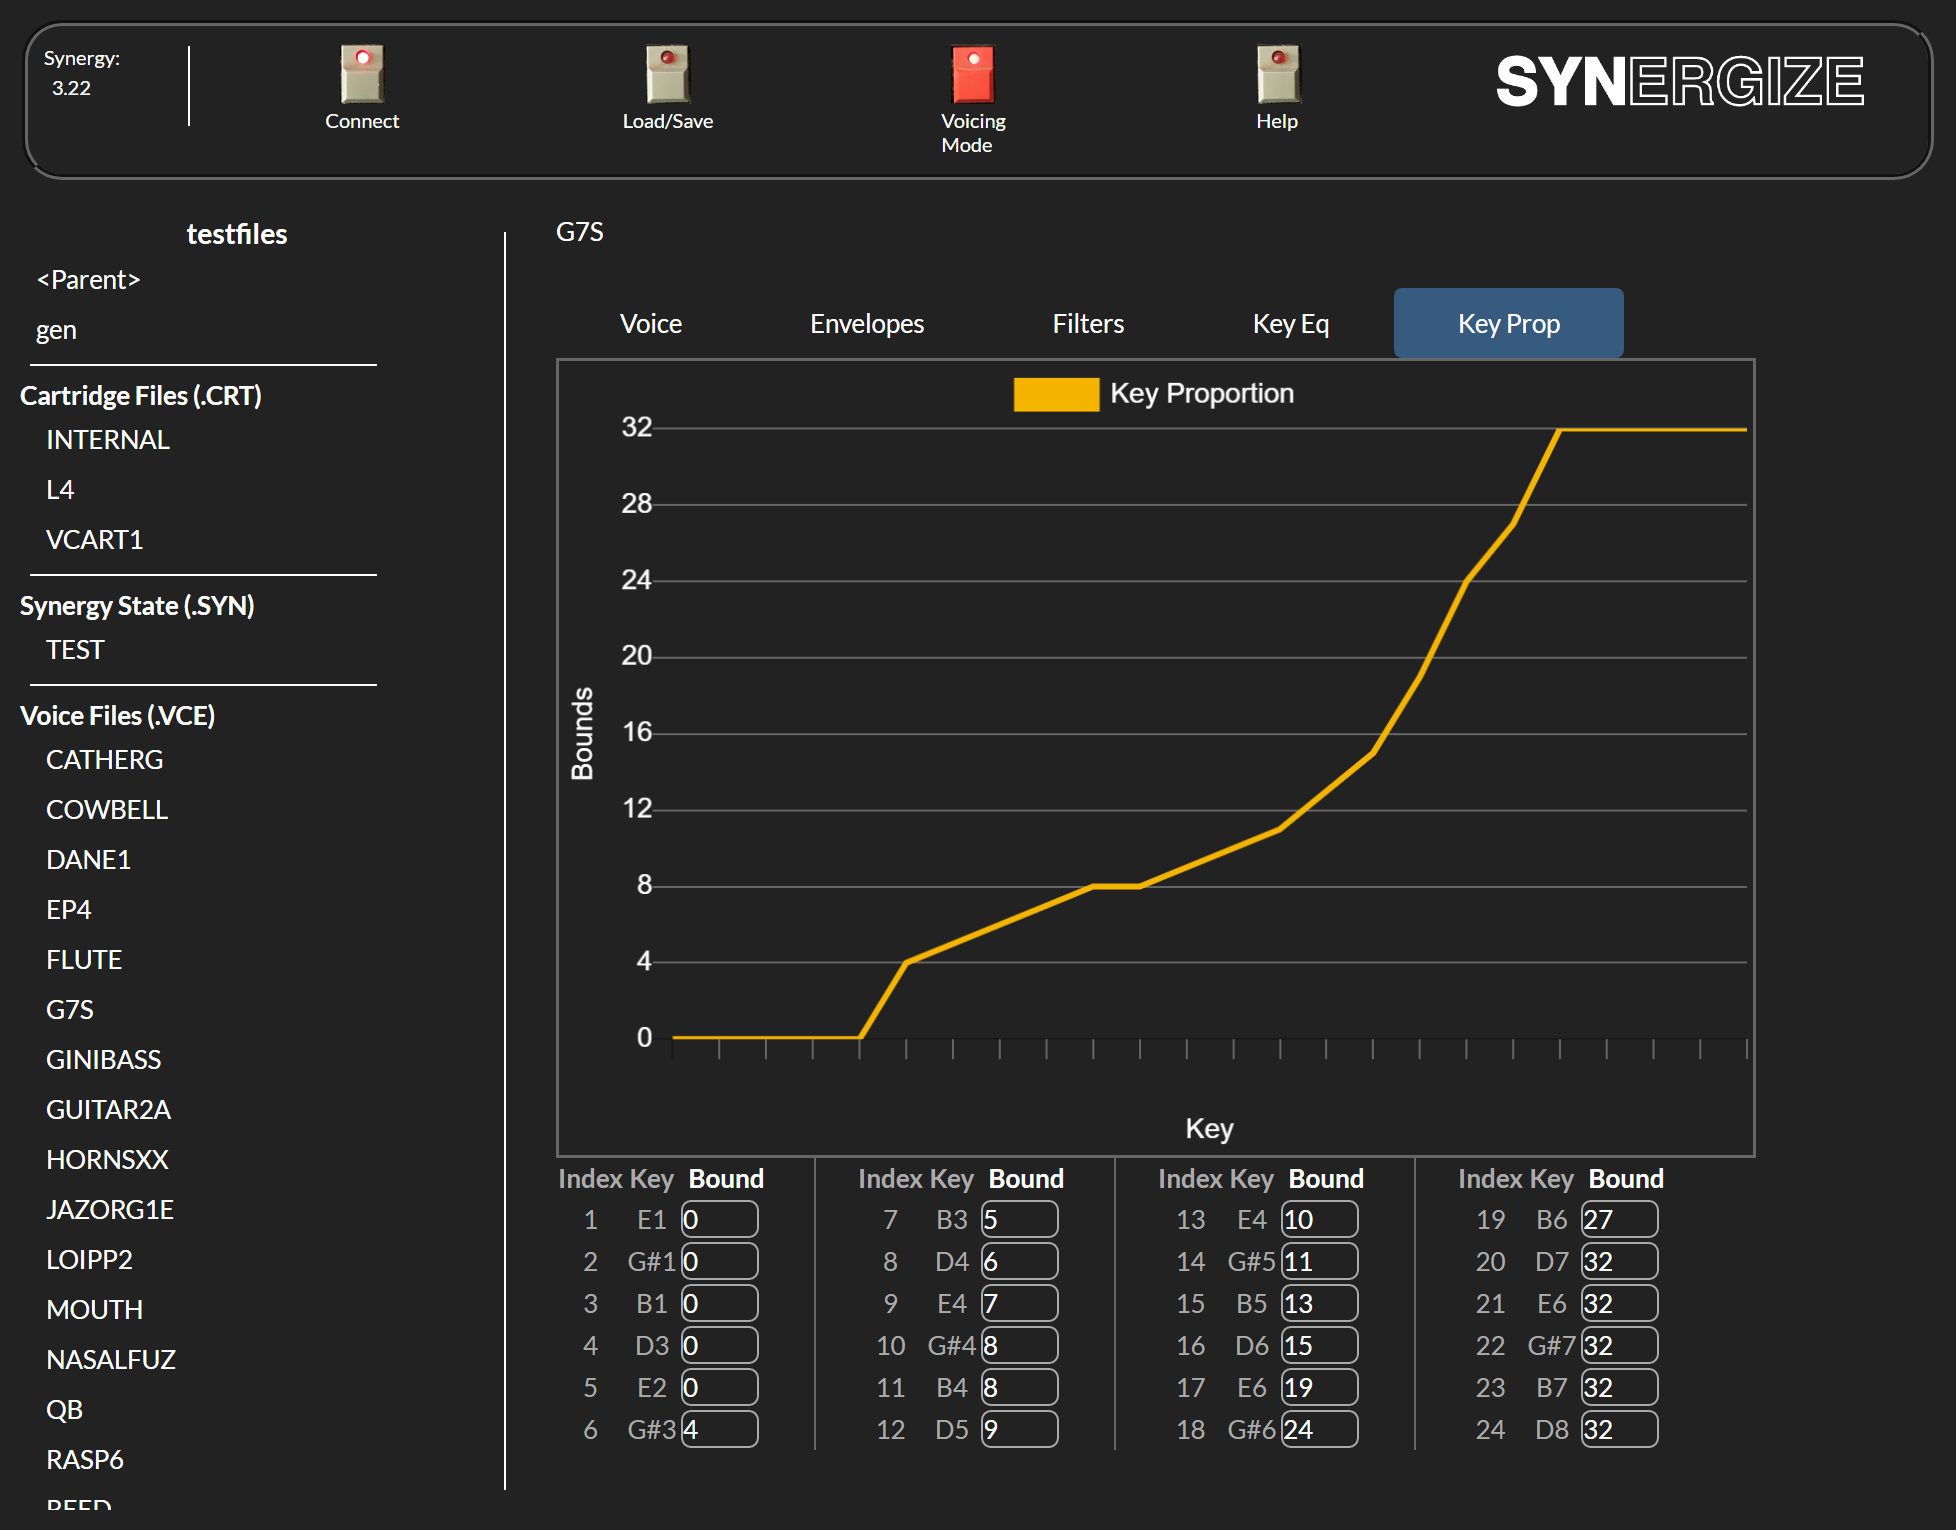 Synergy:
3.22
Connect
Load/Save
Voicing
Mode
Help
SYNERGIZE
testfiles
<Parent>
gen
Cartridge Files (.CRT)
INTERNAL
L4
VCART1
Synergy State (.SYN)
TEST
Voice Files (.VCE)
CATHERG
COWBELL
DANE1
EP4
FLUTE
G7S
GINIBASS
GUITAR2A
HORNSXX
JAZORG1E
LOIPP2
MOUTH
NASALFUZ
QB
RASP6
G7S
Voice Envelopes Filters Key Eq Key Prop
Key Proportion
32
28
24
20
16
12
8
4
0
Bounds
Key
Index Key Bound
1 E1 0
2 G#1 0
3 B1 0
4 D3 0
5 E2 0
6 G#3 4
Index Key Bound
7 B3 5
8 D4 6
9 E4 7
10 G#4 8
11 B4 8
12 D5 9
Index Key Bound
13 E4 10
14 G#5 11
15 B5 13
16 D6 15
17 E6 19
18 G#6 24
Index Key Bound
19 B6 27
20 D7 32
21 E6 32
22 G#7 32
23 B7 32
24 D8 32